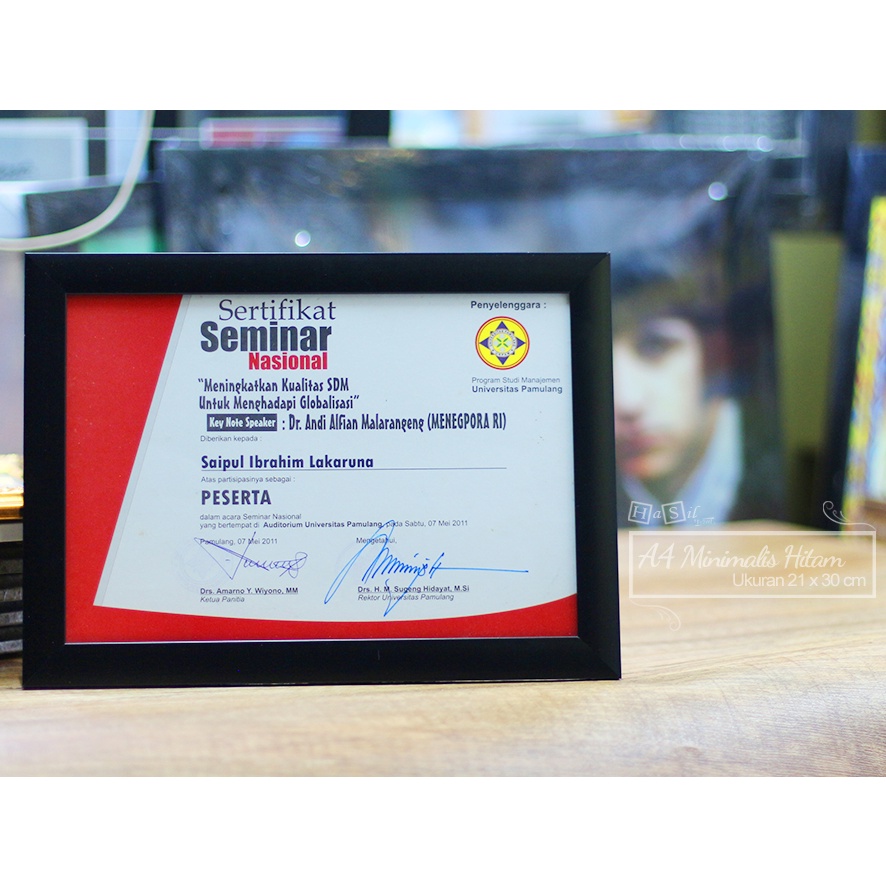 Sertifikat
Seminar
Nasional
"Meningkatkan Kualitas SDM
Untuk Menghadapi Globalisasi"
Key Note Speaker : Dr. Andi Alfian Malarangeng (MENEGPORA RI)
Diberikan kepada :
Saipul Ibrahim Lakaruna
Atas partisipasinya sebagai :
PESERTA
dalam acara Seminar Nasional
yang bertempat di Auditorium Universitas Pamulang, pada Sabtu, 07 Mei 2011
Pamulang, 07 Mei 2011
Mengetahui,
Drs. Amarno Y. Wiyono, MM
Ketua Panitia
Drs. H. M. Sugeng Hidayat, M.Si
Rektor Universitas Pamulang
Penyelenggara :
Program Studi Manajemen
Universitas Pamulang
HaSil
A4 Minimalis Hitam
Ukuran 21 x 30 cm